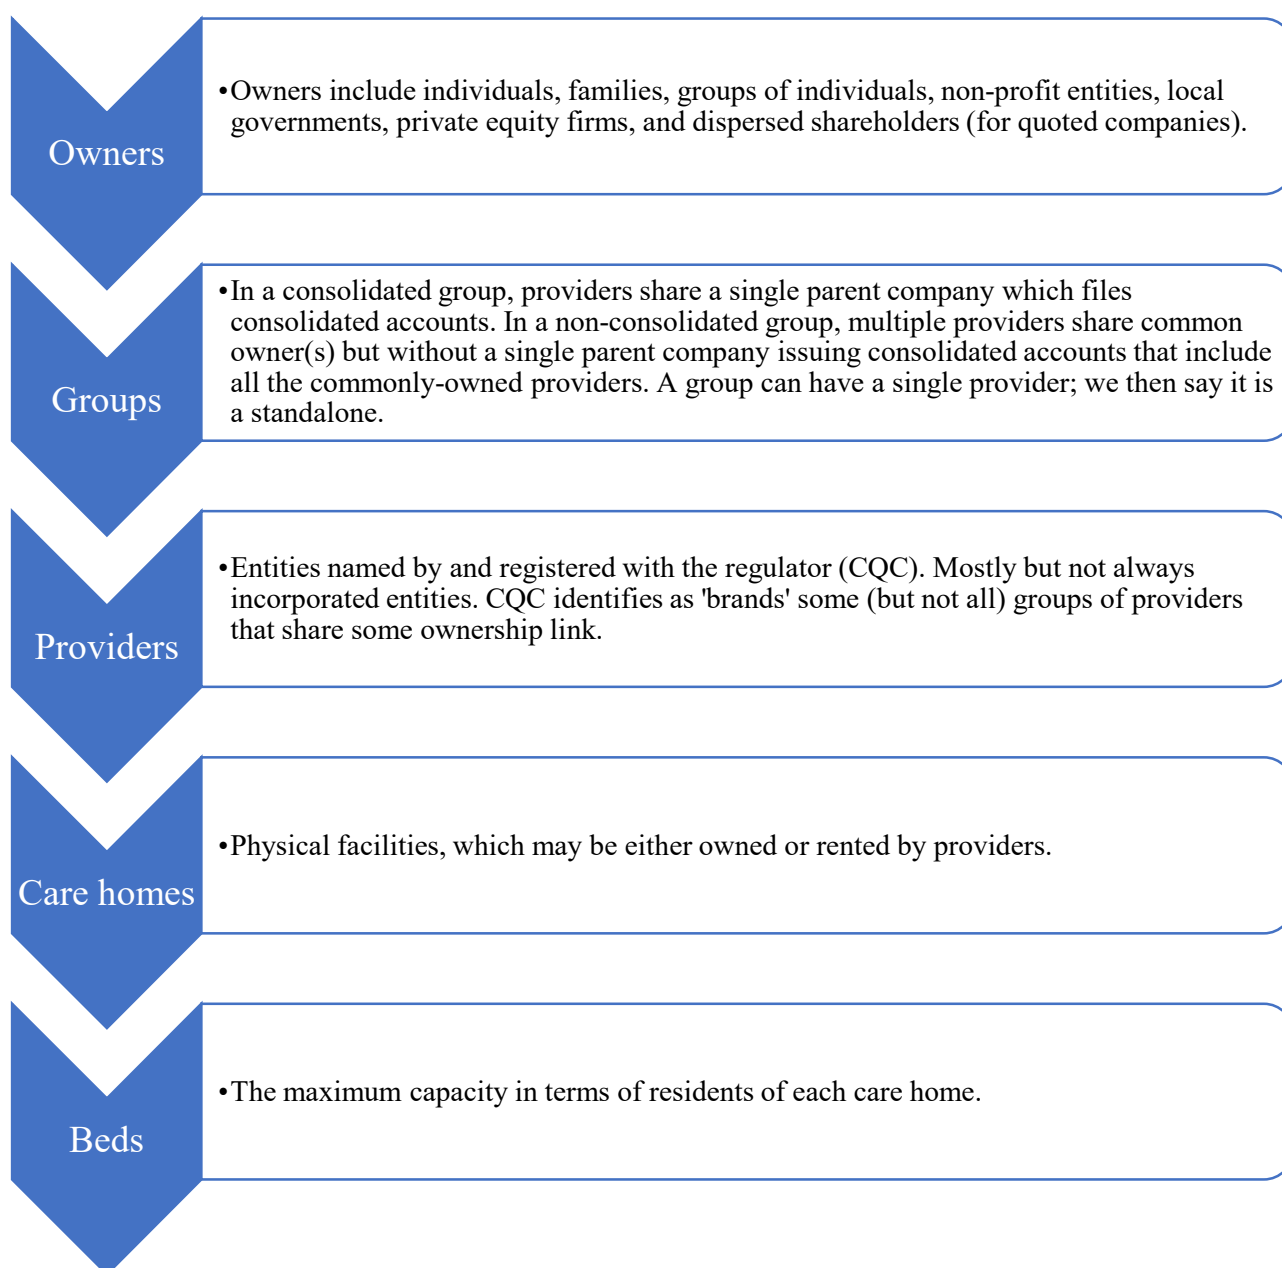 Owners
•Owners include individuals, families, groups of individuals, non-profit entities, local
governments, private equity firms, and dispersed shareholders (for quoted companies).
Groups
•In a consolidated group, providers share a single parent company which files
consolidated accounts. In a non-consolidated group, multiple providers share common
owner(s) but without a single parent company issuing consolidated accounts that include
all the commonly-owned providers. A group can have a single provider; we then say it is
a standalone.
Providers
•Entities named by and registered with the regulator (CQC). Mostly but not always
incorporated entities. CQC identifies as 'brands' some (but not all) groups of providers
that share some ownership link.
Care homes
•Physical facilities, which may be either owned or rented by providers.
Beds
•The maximum capacity in terms of residents of each care home.